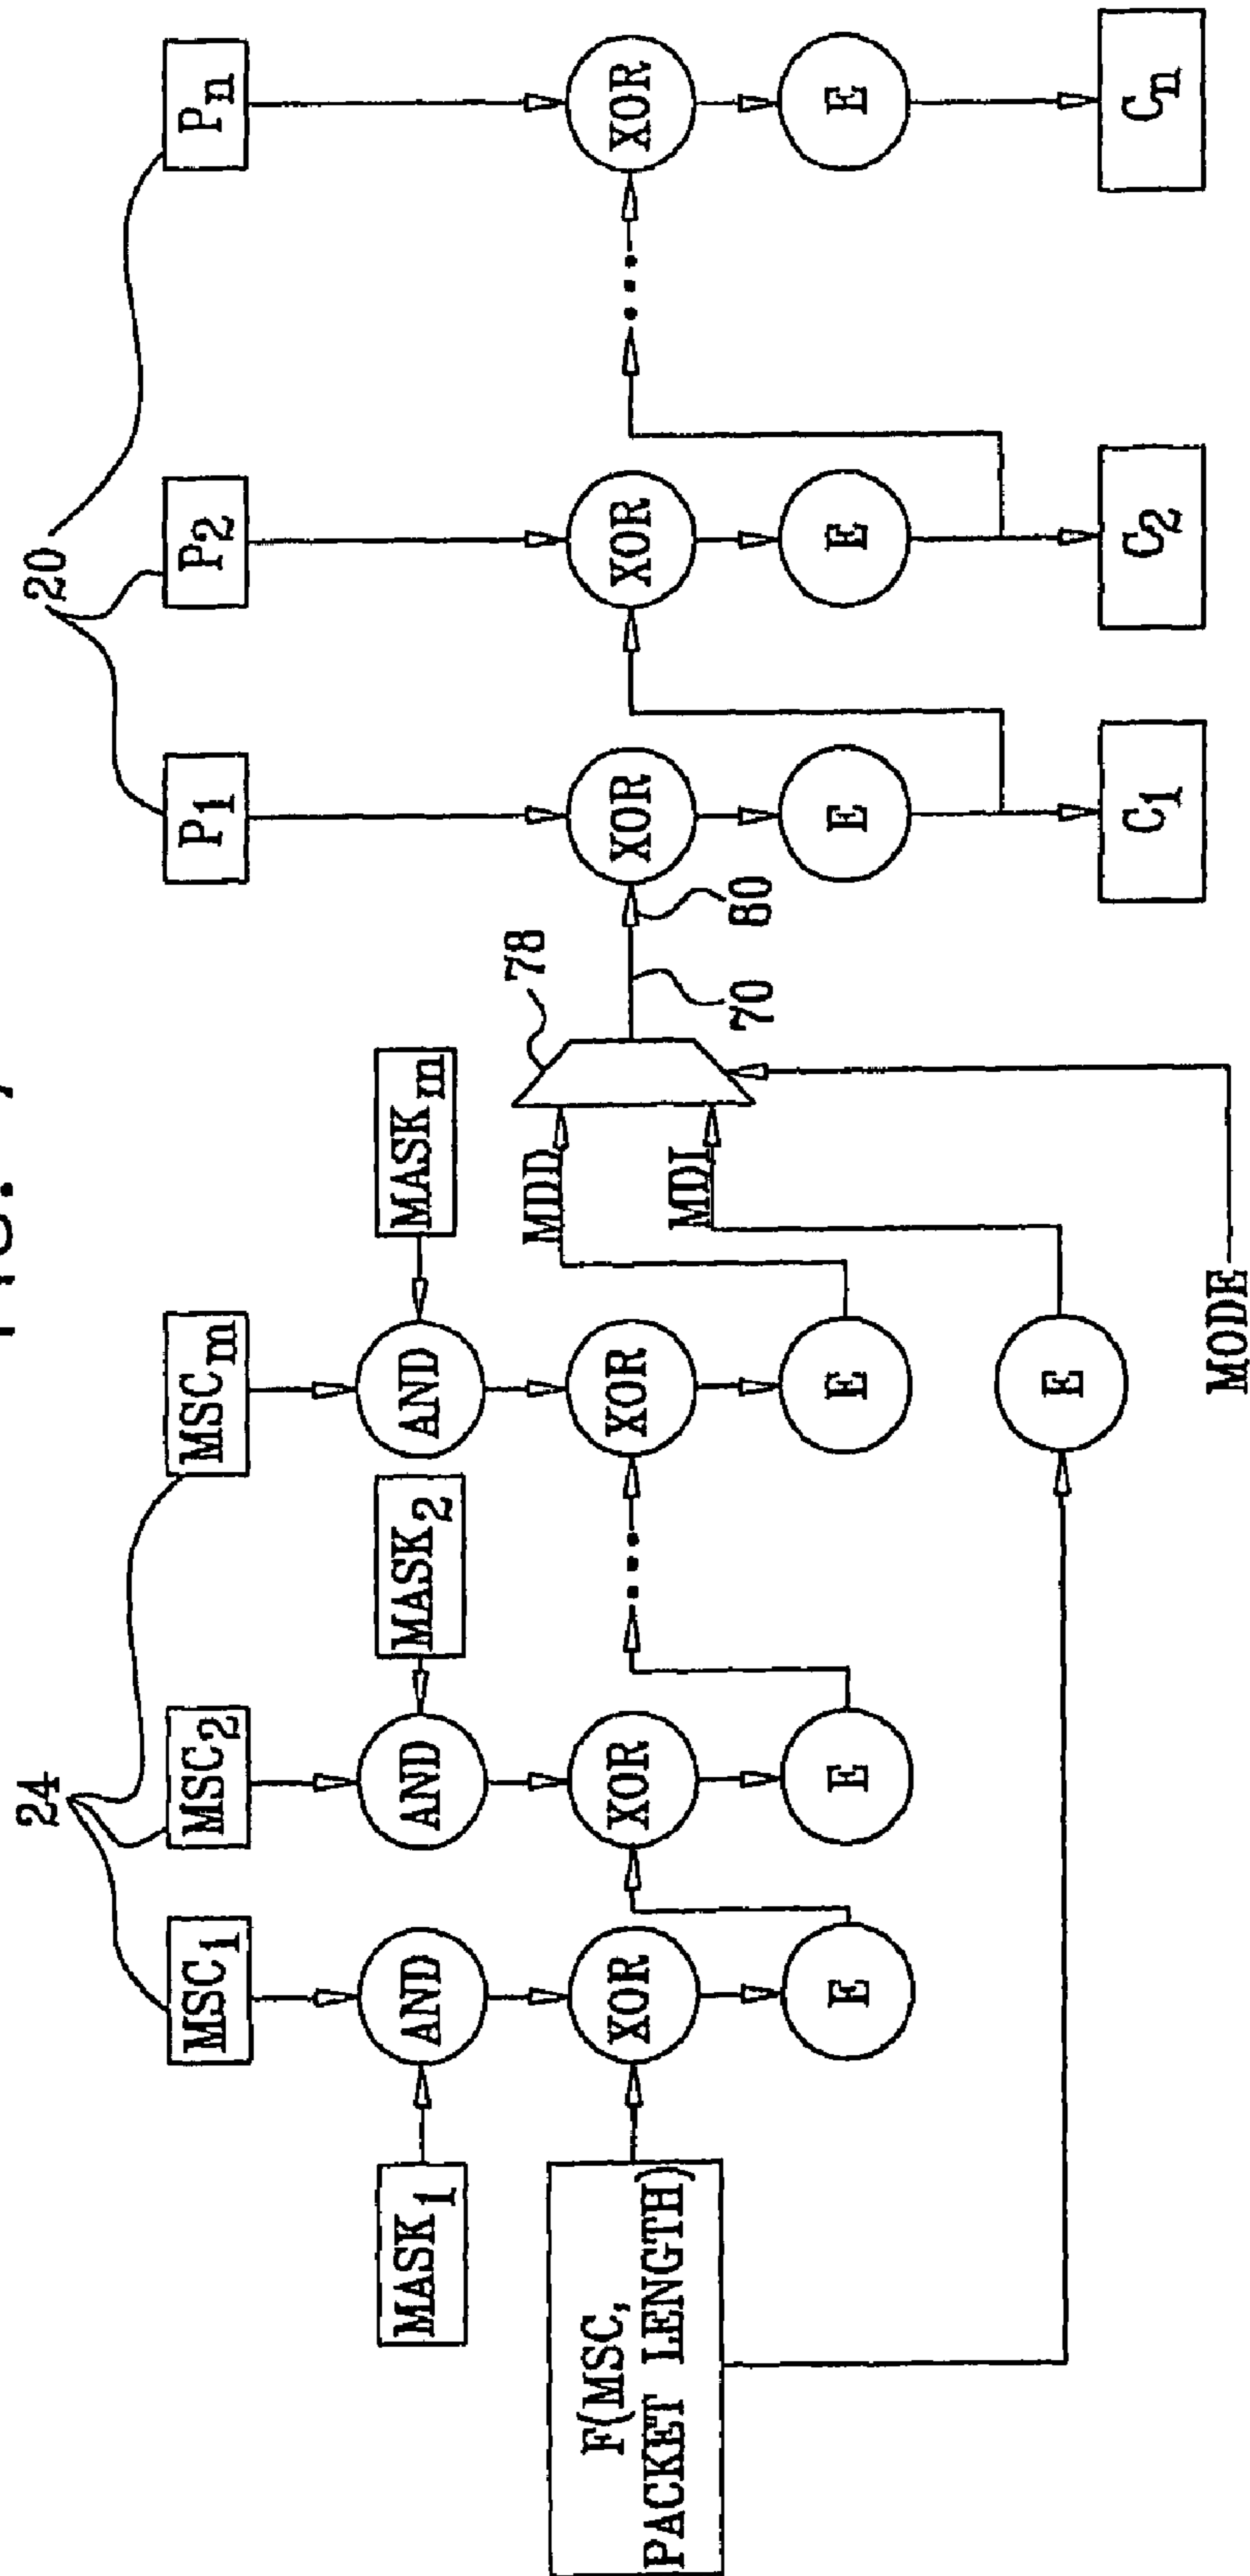 FIG.
24
20
MSC₁ MSC₂ MSCₘ P₁ P₂ Pₙ
MASK₁ AND AND MASK₂ AND MASKₘ
78
F(MSC,
PACKET LENGTH)
XOR XOR ... XOR
MDD
MDI
70
80
XOR XOR ... XOR
E E E E E E
E
MODE
C₁ C₂ Cₙ